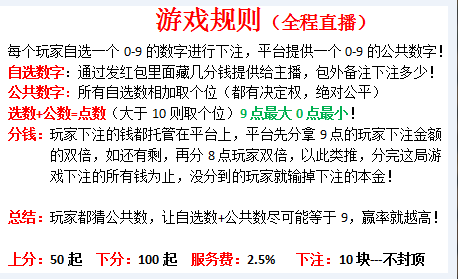 游戏规则（全程直播）
每个玩家自选一个 0-9 的数字进行下注，平台提供一个 0-9 的公共数字！
自选数字：通过发红包里面藏几分钱提供给主播，包外备注下注多少！
公共数字：所有自选数相加取个位（都有决定权，绝对公平）
选数+公数=点数（大于 10 则取个位）9 点最大 0 点最小！
分钱：玩家下注的钱都托管在平台上，平台先分拿 9 点的玩家下注金额
的双倍，如还有剩，再分 8 点玩家双倍，以此类推，分完这局游
戏下注的所有钱为止，没分到的玩家就输掉下注的本金！
总结：玩家都猜公共数，让自选数+公共数尽可能等于 9，赢率就越高！
上分：50 起 下分：100 起 服务费：2.5% 下注：10 块---不封顶